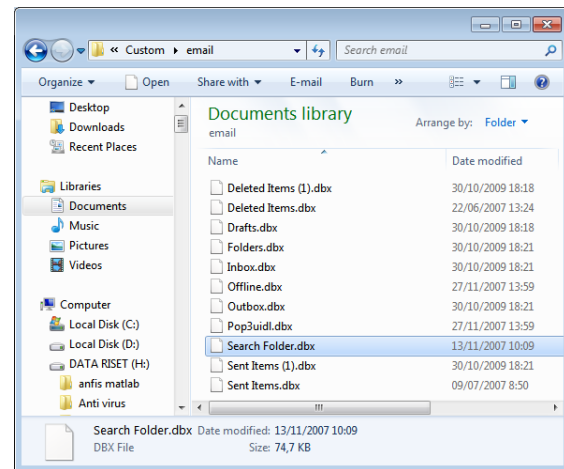 « Custom ▸ email
Search email
Organize ▼ Open Share with ▼ E-mail Burn »
Desktop
Downloads
Recent Places
Libraries
Documents
Music
Pictures
Videos
Computer
Local Disk (C:)
Local Disk (D:)
DATA RISET (H:)
anfis matlab
Anti virus
Documents library
email
Arrange by: Folder ▼
Name Date modified
Deleted Items (1).dbx 30/10/2009 18:18
Deleted Items.dbx 22/06/2007 13:24
Drafts.dbx 30/10/2009 18:18
Folders.dbx 30/10/2009 18:21
Inbox.dbx 30/10/2009 18:21
Offline.dbx 27/11/2007 13:59
Outbox.dbx 30/10/2009 18:21
Pop3uidl.dbx 27/11/2007 13:59
Search Folder.dbx 13/11/2007 10:09
Sent Items (1).dbx 30/10/2009 18:21
Sent Items.dbx 09/07/2007 8:50
Search Folder.dbx Date modified: 13/11/2007 10:09
DBX File Size: 74,7 KB